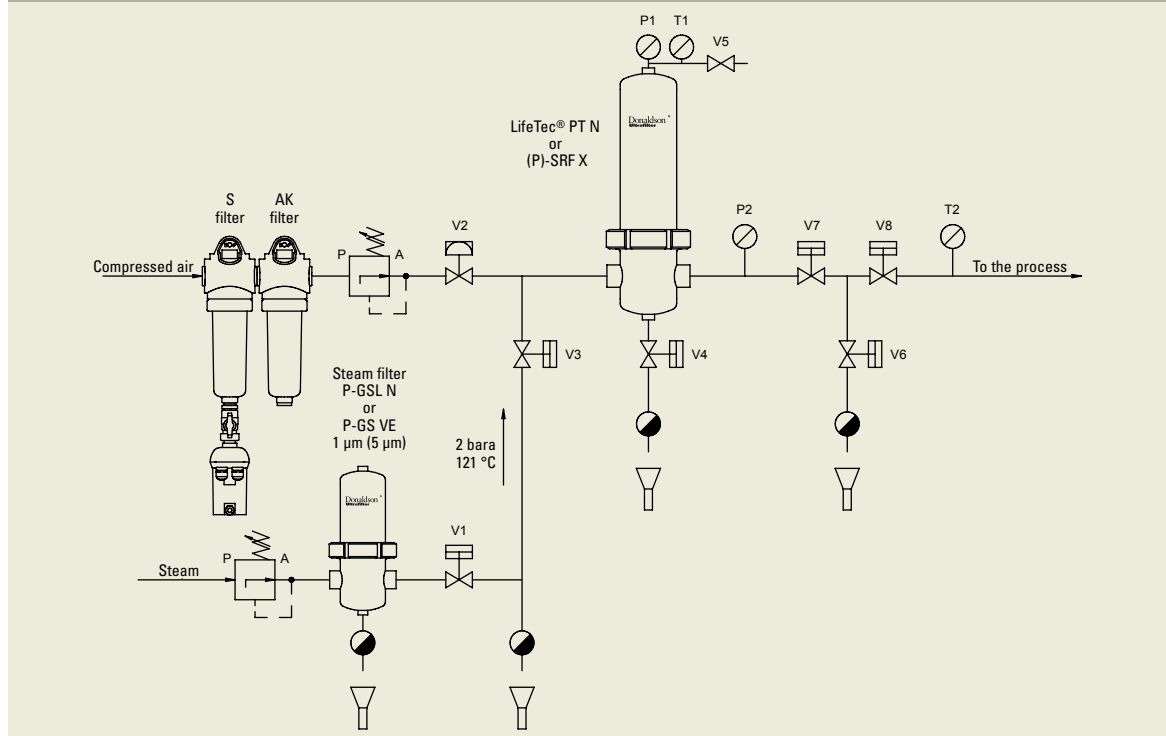 P1 T1
V5
LifeTec® PT N
or
(P)-SRF X
Donaldson
Ultrafilter
S
filter
AK
filter
P2
V7
V8
T2
V2
P
A
Compressed air
To the process
V3
V4
V6
Steam filter
P-GSL N
or
P-GS VE
1 µm (5 µm)
2 bara
121 °C
Donaldson
Ultrafilter
V1
P
A
Steam